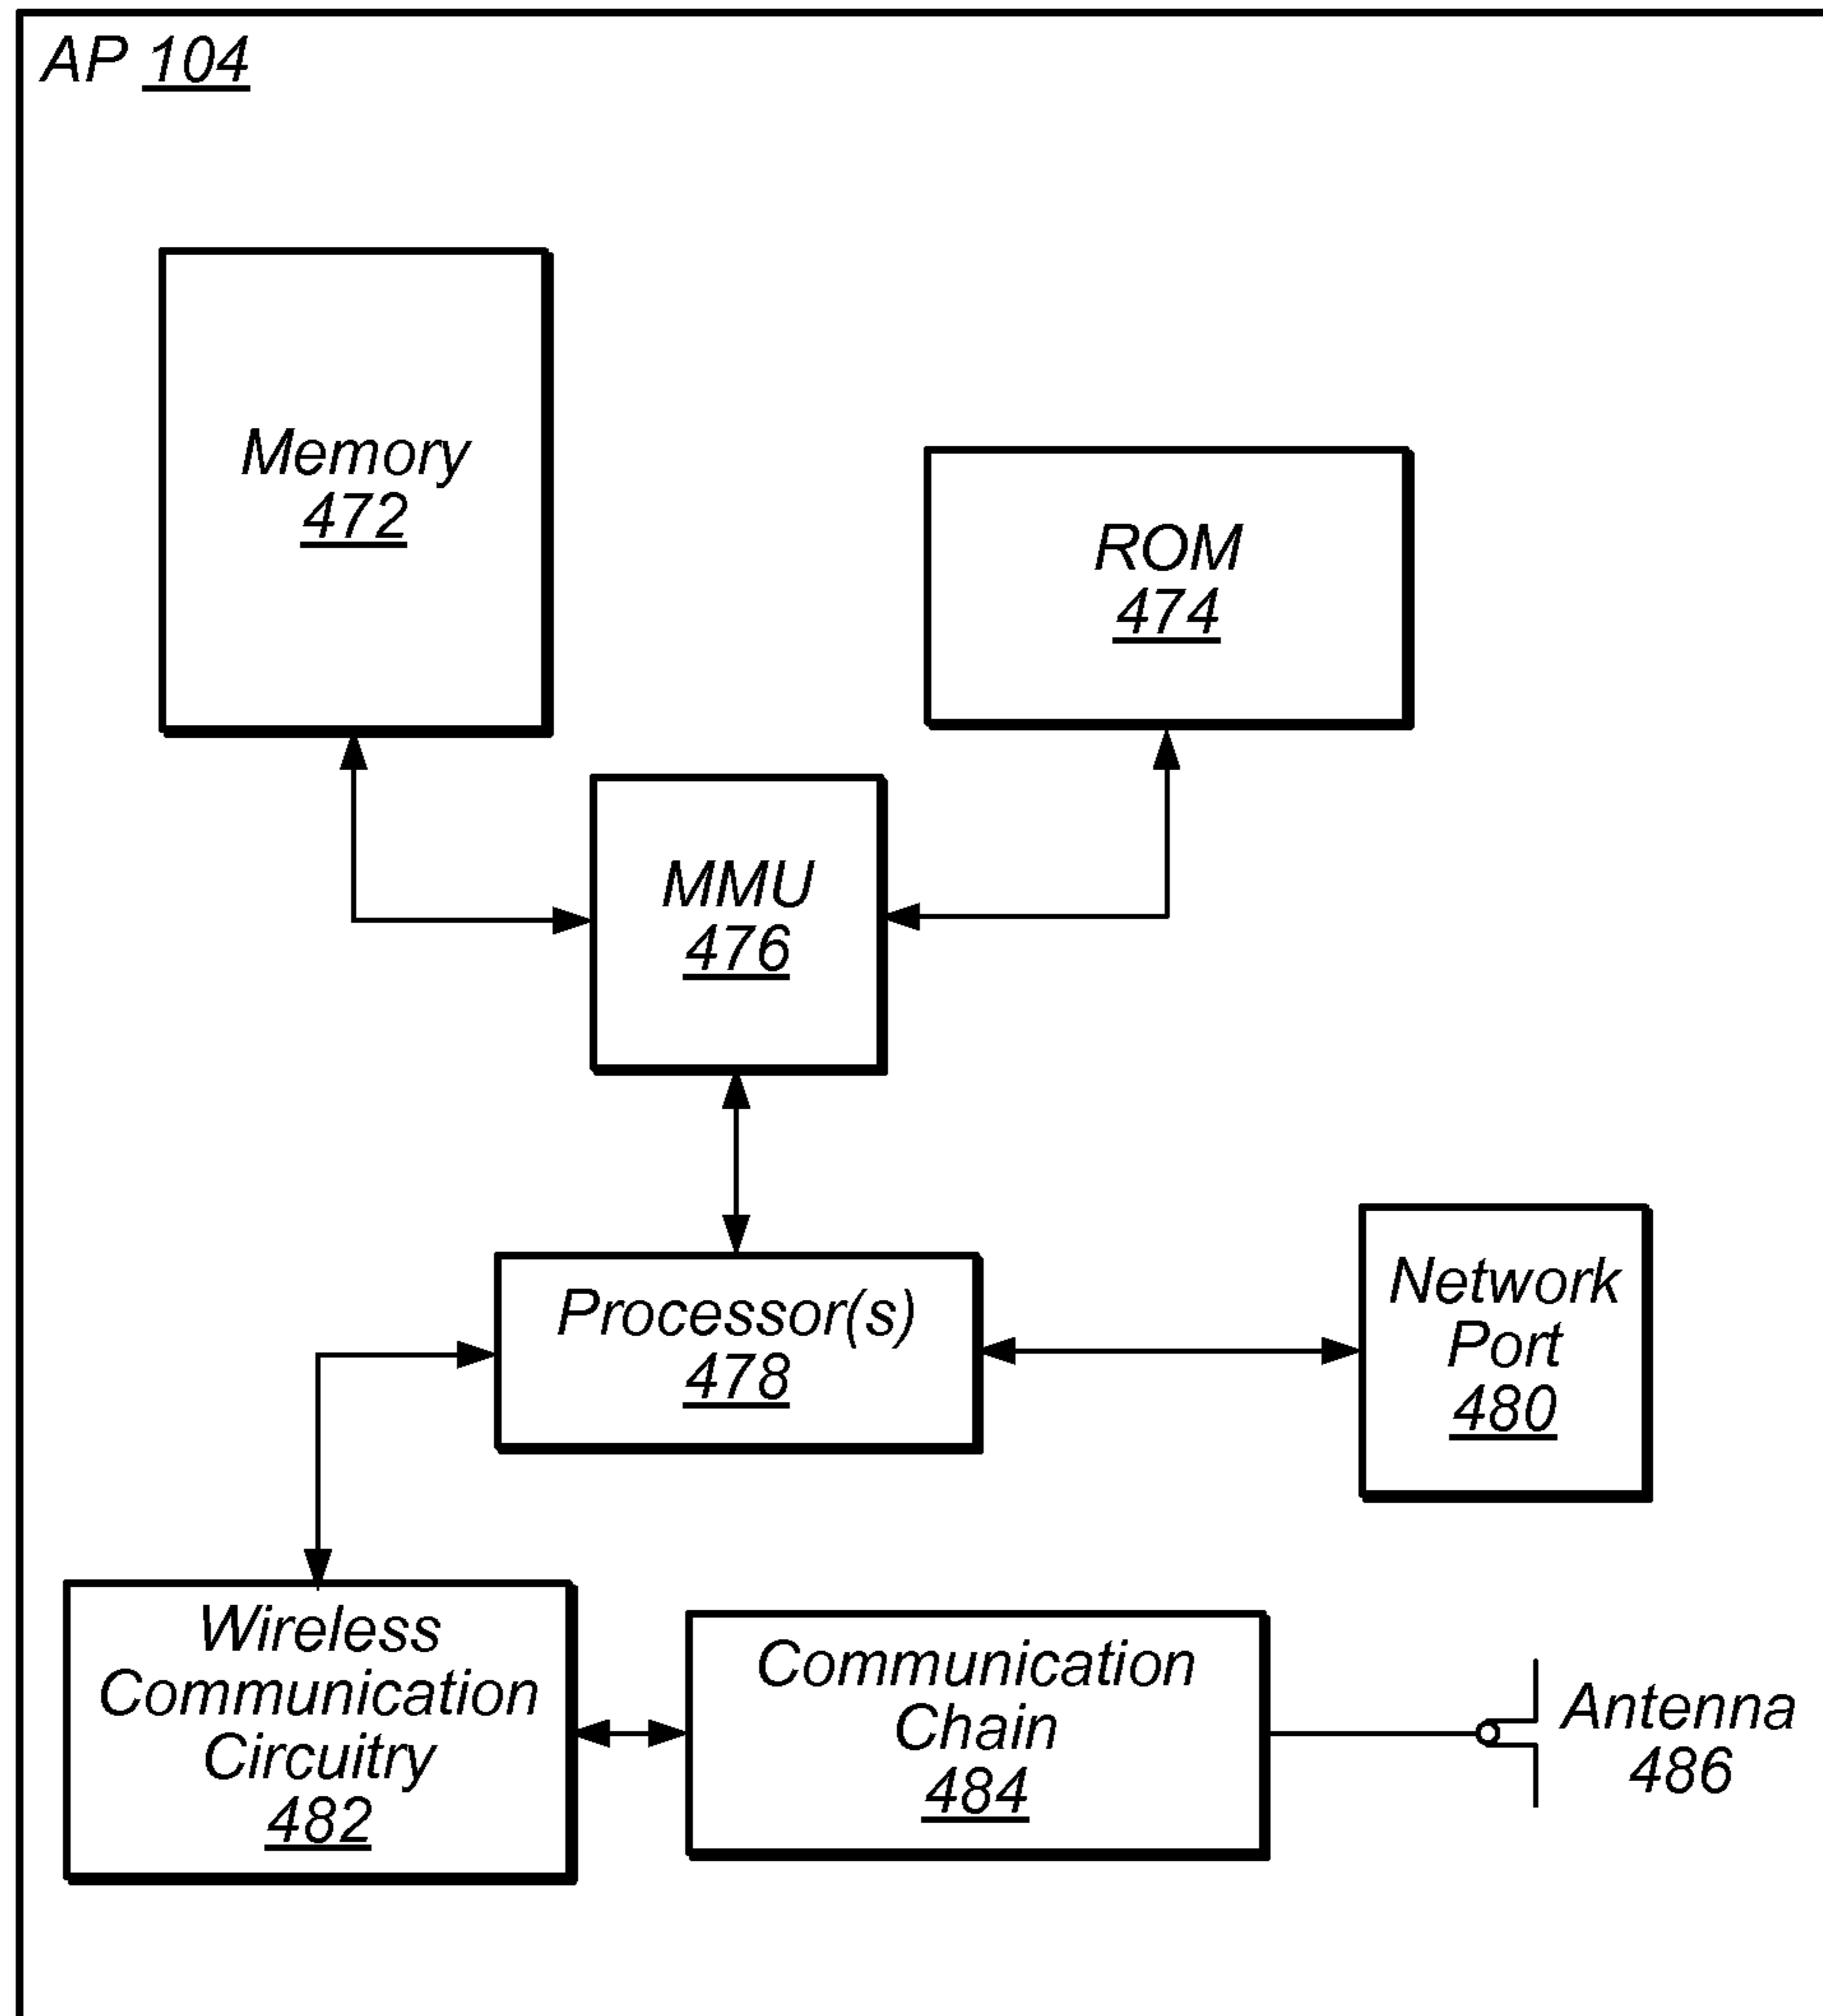 AP 104
Memory
472
ROM
474
MMU
476
Processor(s)
478
Network
Port
480
Wireless
Communication
Circuitry
482
Communication
Chain
484
Antenna
486